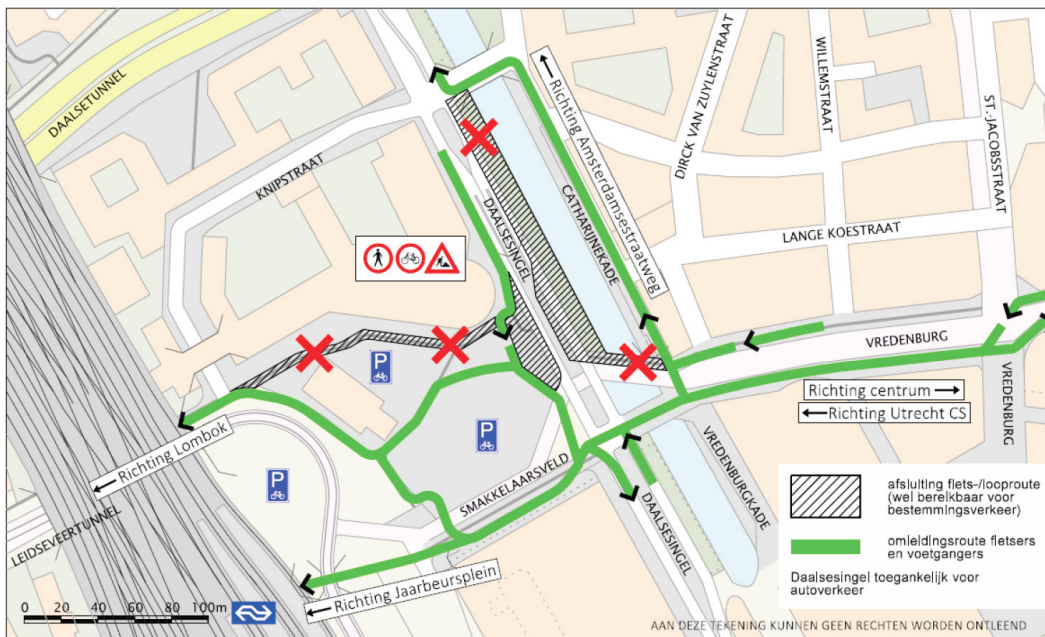 DAALSETUNNEL
KNIPSTRAAT
DAALSESINGEL
CATHARIJNEKADE
Richting Amsterdamsestraatweg
DIRCK VAN ZUYLENSTRAAT
WILLEMSTRAAT
ST.-JACOBSSTRAAT
LANGE KOESTRAAT
VREDENBURG
Richting centrum
Richting Utrecht CS
VREDENBURG
P
P
P
Richting Lombok
LEIDSEVEERTUNNEL
SMAKKELAARSVELD
VREDENBURGKADE
DAALSESINGEL
Richting Jaarbeursplein
0 20 40 60 80 100m
afsluiting fiets-/looproute
(wel bereikbaar voor
bestemmingsverkeer)
omleidingsroute fietsers
en voetgangers
Daalsesingel toegankelijk voor
autoverkeer
AAN DEZE TEKENING KUNNEN GEEN RECHTEN WORDEN ONTLEEND